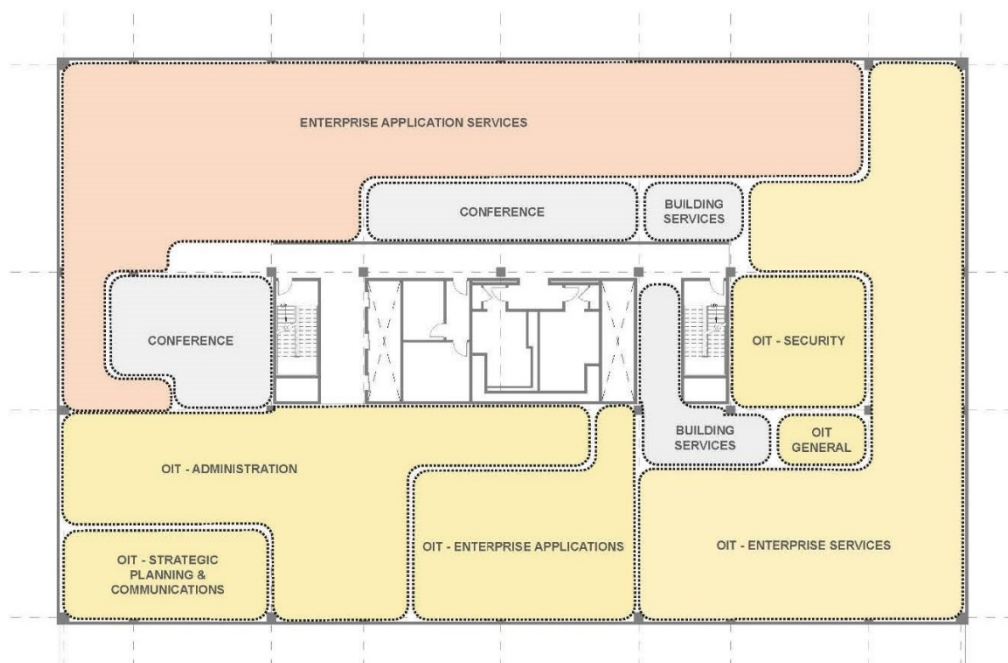 ENTERPRISE APPLICATION SERVICES
CONFERENCE
BUILDING
SERVICES
CONFERENCE
OIT - SECURITY
OIT - ADMINISTRATION
BUILDING
SERVICES
OIT
GENERAL
OIT - STRATEGIC
PLANNING &
COMMUNICATIONS
OIT - ENTERPRISE APPLICATIONS
OIT - ENTERPRISE SERVICES